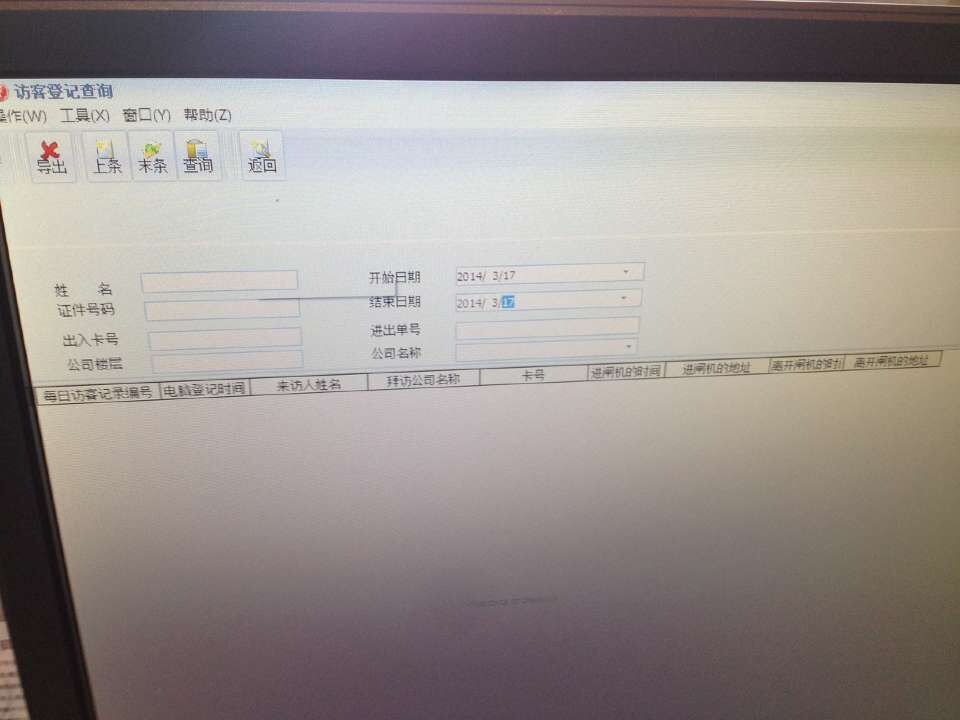 访客登记查询
操作(W) 工具(X) 窗口(Y) 帮助(Z)
导出 上条 末条 查询 返回
姓 名 开始日期 2014/ 3/17
证件号码 结束日期 2014/ 3/17
出入卡号 进出单号
公司楼层 公司名称
每日访客记录编号 电脑登记时间 来访人姓名 拜访公司名称 卡号 进闸机的时间 进闸机的地址 离开闸机的时 离开闸机的地址